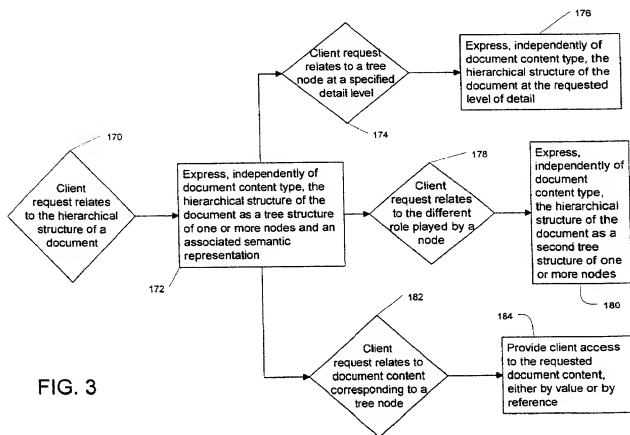 176
Client request
relates to a tree
node at a specified
detail level
Express, independently of
document content type, the
hierarchical structure of the
document at the requested
level of detail
174
170
178
Client
request relates
to the hierarchical
structure of a
document
Express, independently of
document content type, the
hierarchical structure of the
document as a tree structure
of one or more nodes and an
associated semantic
representation
172
Client
request relates
to the different
role played by a
node
Express,
independently of
document
content type,
the hierarchical
structure of the
document as a
second tree
structure of one
or more nodes
180
182
184
Client
request relates to
document content
corresponding to a
tree node
Provide client access
to the requested
document content,
either by value or by
reference
FIG. 3